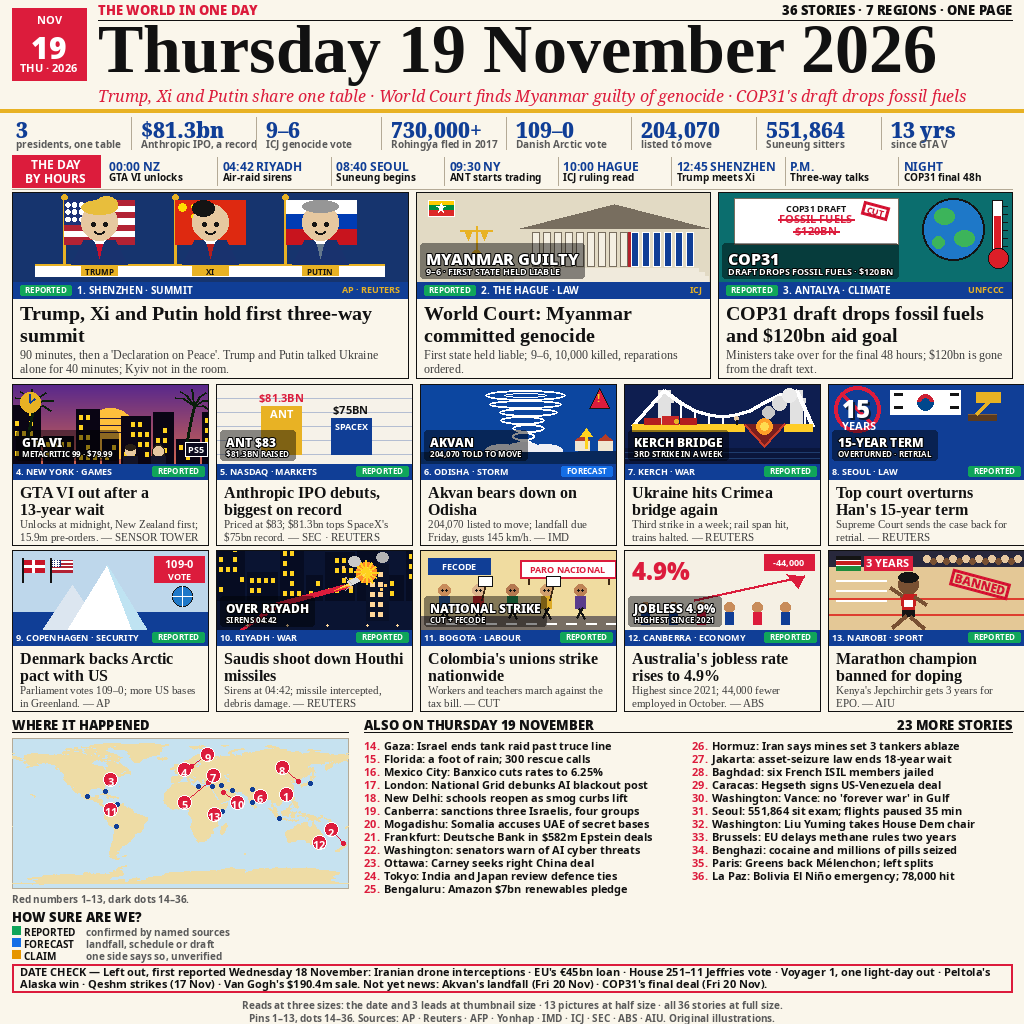 NOV
19
THU · 2026
THE WORLD IN ONE DAY
36 STORIES · 7 REGIONS · ONE PAGE
Thursday 19 November 2026
Trump, Xi and Putin share one table · World Court finds Myanmar guilty of genocide · COP31's draft drops fossil fuels
3
presidents, one table
$81.3bn
Anthropic IPO, a record
9–6
ICJ genocide vote
730,000+
Rohingya fled in 2017
109–0
Danish Arctic vote
204,070
listed to move
551,864
Suneung sitters
13 yrs
since GTA V
THE DAY
BY HOURS
00:00 NZ
GTA VI unlocks
04:42 RIYADH
Air-raid sirens
08:40 SEOUL
Suneung begins
09:30 NY
ANT starts trading
10:00 HAGUE
ICJ ruling read
12:45 SHENZHEN
Trump meets Xi
P.M.
Three-way talks
NIGHT
COP31 final 48h
TRUMP
XI
PUTIN
REPORTED 1. SHENZHEN · SUMMIT AP · REUTERS
Trump, Xi and Putin hold first three-way
summit
90 minutes, then a 'Declaration on Peace'. Trump and Putin talked Ukraine
alone for 40 minutes; Kyiv not in the room.
MYANMAR GUILTY
9–6 · FIRST STATE HELD LIABLE
REPORTED 2. THE HAGUE · LAW ICJ
World Court: Myanmar
committed genocide
First state held liable; 9–6, 10,000 killed, reparations
ordered.
COP31 DRAFT
FOSSIL FUELS
$120BN
CUT
COP31
DRAFT DROPS FOSSIL FUELS · $120BN
REPORTED 3. ANTALYA · CLIMATE UNFCCC
COP31 draft drops fossil fuels
and $120bn aid goal
Ministers take over for the final 48 hours; $120bn is gone
from the draft text.
GTA VI
METACRITIC 99 · $79.99
PS5
4. NEW YORK · GAMES REPORTED
GTA VI out after a
13-year wait
Unlocks at midnight, New Zealand first;
15.9m pre-orders. — SENSOR TOWER
$81.3BN
ANT
$75BN
SPACEX
ANT $83
$81.3BN RAISED
5. NASDAQ · MARKETS REPORTED
Anthropic IPO debuts,
biggest on record
Priced at $83; $81.3bn tops SpaceX's
$75bn record. — SEC · REUTERS
AKVAN
204,070 TOLD TO MOVE
6. ODISHA · STORM FORECAST
Akvan bears down on
Odisha
204,070 listed to move; landfall due
Friday, gusts 145 km/h. — IMD
KERCH BRIDGE
3RD STRIKE IN A WEEK
7. KERCH · WAR REPORTED
Ukraine hits Crimea
bridge again
Third strike in a week; rail span hit,
trains halted. — REUTERS
15
YEARS
15-YEAR TERM
OVERTURNED · RETRIAL
8. SEOUL · LAW REPORTED
Top court overturns
Han's 15-year term
Supreme Court sends the case back for
retrial. — REUTERS
109-0
VOTE
9. COPENHAGEN · SECURITY REPORTED
Denmark backs Arctic
pact with US
Parliament votes 109–0; more US bases
in Greenland. — AP
OVER RIYADH
SIRENS 04:42
10. RIYADH · WAR REPORTED
Saudis shoot down Houthi
missiles
Sirens at 04:42; missile intercepted,
debris damage. — REUTERS
FECODE
PARO NACIONAL
NATIONAL STRIKE
CUT + FECODE
11. BOGOTA · LABOUR REPORTED
Colombia's unions strike
nationwide
Workers and teachers march against the
tax bill. — CUT
4.9%
-44,000
JOBLESS 4.9%
HIGHEST SINCE 2021
12. CANBERRA · ECONOMY REPORTED
Australia's jobless rate
rises to 4.9%
Highest since 2021; 44,000 fewer
employed in October. — ABS
3 YEARS
BANNED
13. NAIROBI · SPORT REPORTED
Marathon champion
banned for doping
Kenya's Jepchirchir gets 3 years for
EPO. — AIU
WHERE IT HAPPENED
3
11
4
9
7
5
13
10
6
8
1
2
12
Red numbers 1–13, dark dots 14–36.
HOW SURE ARE WE?
REPORTED confirmed by named sources
FORECAST landfall, schedule or draft
CLAIM one side says so, unverified
ALSO ON THURSDAY 19 NOVEMBER
23 MORE STORIES
14. Gaza: Israel ends tank raid past truce line
15. Florida: a foot of rain; 300 rescue calls
16. Mexico City: Banxico cuts rates to 6.25%
17. London: National Grid debunks AI blackout post
18. New Delhi: schools reopen as smog curbs lift
19. Canberra: sanctions three Israelis, four groups
20. Mogadishu: Somalia accuses UAE of secret bases
21. Frankfurt: Deutsche Bank in $582m Epstein deals
22. Washington: senators warn of AI cyber threats
23. Ottawa: Carney seeks right China deal
24. Tokyo: India and Japan review defence ties
25. Bengaluru: Amazon $7bn renewables pledge
26. Hormuz: Iran says mines set 3 tankers ablaze
27. Jakarta: asset-seizure law ends 18-year wait
28. Baghdad: six French ISIL members jailed
29. Caracas: Hegseth signs US-Venezuela deal
30. Washington: Vance: no 'forever war' in Gulf
31. Seoul: 551,864 sit exam; flights paused 35 min
32. Washington: Liu Yuming takes House Dem chair
33. Brussels: EU delays methane rules two years
34. Benghazi: cocaine and millions of pills seized
35. Paris: Greens back Mélenchon; left splits
36. La Paz: Bolivia El Niño emergency; 78,000 hit
DATE CHECK — Left out, first reported Wednesday 18 November: Iranian drone interceptions · EU's €45bn loan · House 251–11 Jeffries vote · Voyager 1, one light-day out · Peltola's
Alaska win · Qeshm strikes (17 Nov) · Van Gogh's $190.4m sale. Not yet news: Akvan's landfall (Fri 20 Nov) · COP31's final deal (Fri 20 Nov).
Reads at three sizes: the date and 3 leads at thumbnail size · 13 pictures at half size · all 36 stories at full size.
Pins 1–13, dots 14–36. Sources: AP · Reuters · AFP · Yonhap · IMD · ICJ · SEC · ABS · AIU. Original illustrations.